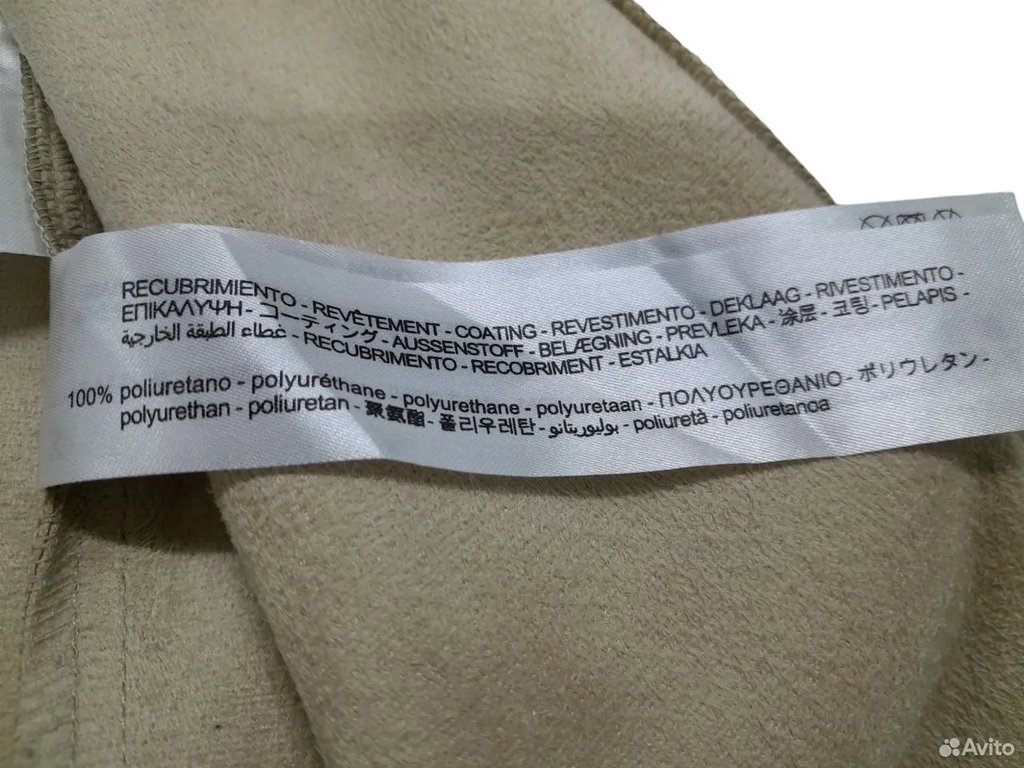 RECUBRIMIENTO - REVÊTEMENT - COATING - REVESTIMENTO - DEKLAAG - RIVESTIMENTO -
ΕΠΙΚΑΛΥΨΗ - コーティング - AUSSENSTOFF - BELÆGNING - PREVLEKA - 涂层 - 코팅 - PELAPIS -
غطاء الطبقة الخارجية - RECUBRIMENTO - RECOBRIMENT - ESTALKIA
100% poliuretano - polyuréthane - polyurethane - polyuretaan - ΠΟΛΥΟΥΡΕΘΑΝΙΟ - ポリウレタン -
polyurethan - poliuretan - 聚氨酯 - 폴리우레탄 - بوليوريتانو - poliuretà - poliuretanoa
Avito